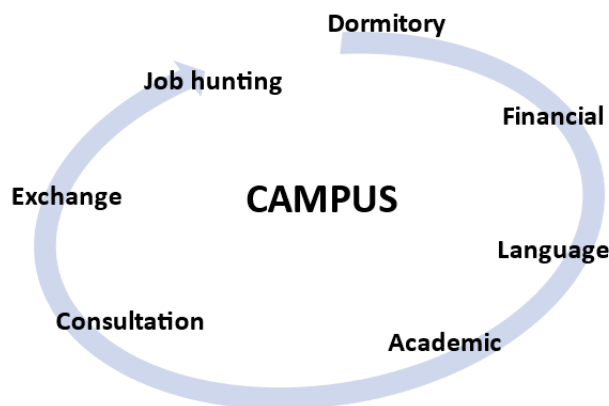 Dormitory
Job hunting
Financial
Exchange
CAMPUS
Language
Consultation
Academic